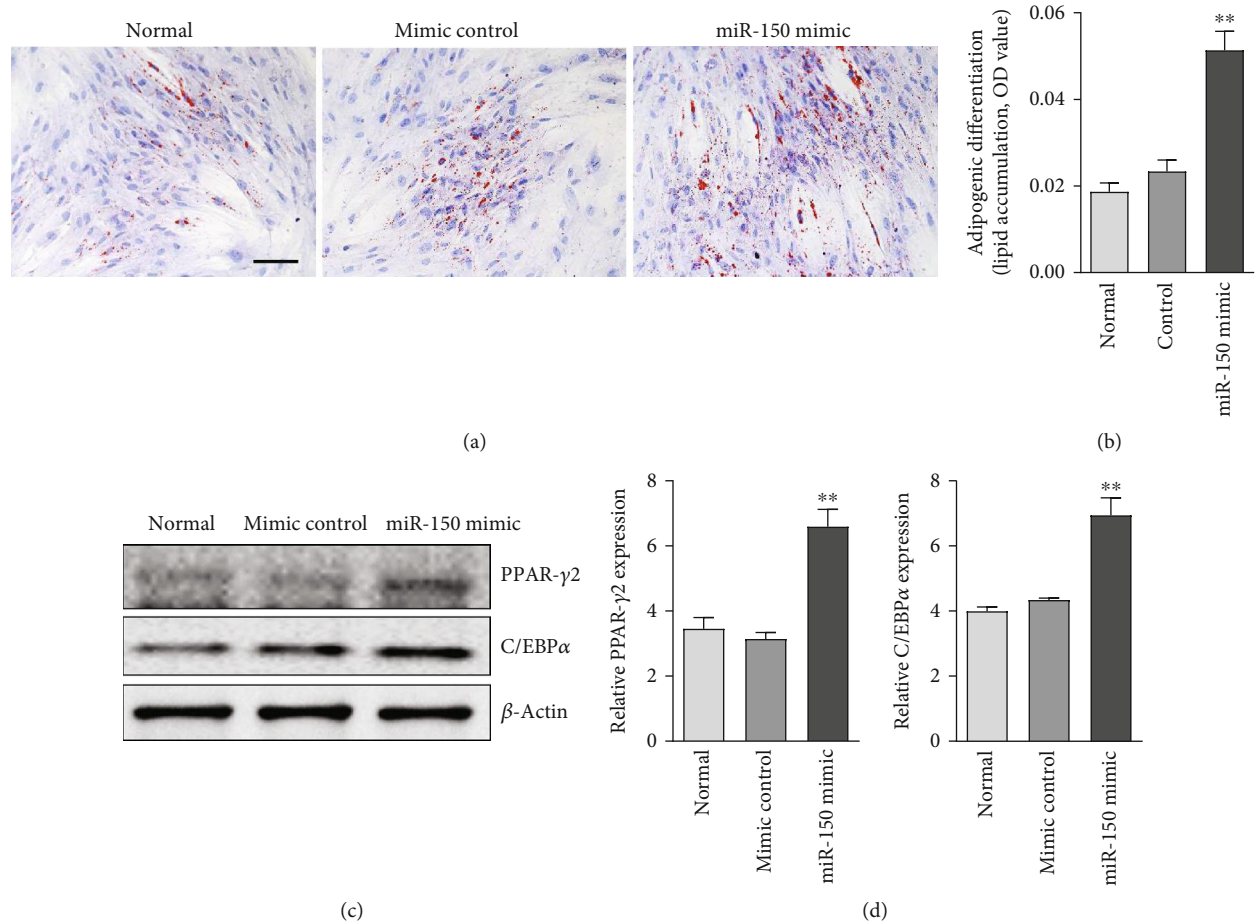 Normal
Mimic control
miR-150 mimic
Adipogenic differentiation
(lipid accumulation, OD value)
0.06
0.04
0.02
0.00
**
Normal
Control
miR-150 mimic
(a)
(b)
Normal
Mimic control
miR-150 mimic
PPAR-γ2
C/EBPα
β-Actin
(c)
Relative PPAR-γ2 expression
8
6
4
2
0
**
Normal
Mimic control
miR-150 mimic
Relative C/EBPα expression
8
6
4
2
0
**
Normal
Mimic control
miR-150 mimic
(d)